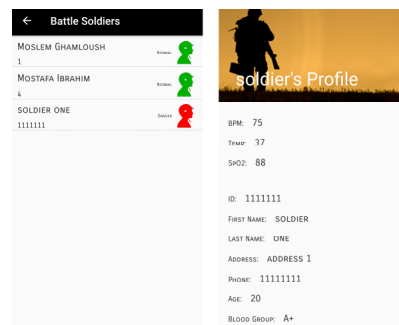 Battle Soldiers
Moslem Ghamloush
Normal
1
Mostafa Ibrahim
Normal
4
SOLDIER ONE
Danger
1111111
soldier's Profile
BPM: 75
Temp: 37
SpO2: 88
ID: 1111111
First Name: SOLDIER
Last Name: ONE
Address: ADDRESS 1
Phone: 11111111
Age: 20
Blood Group: A+